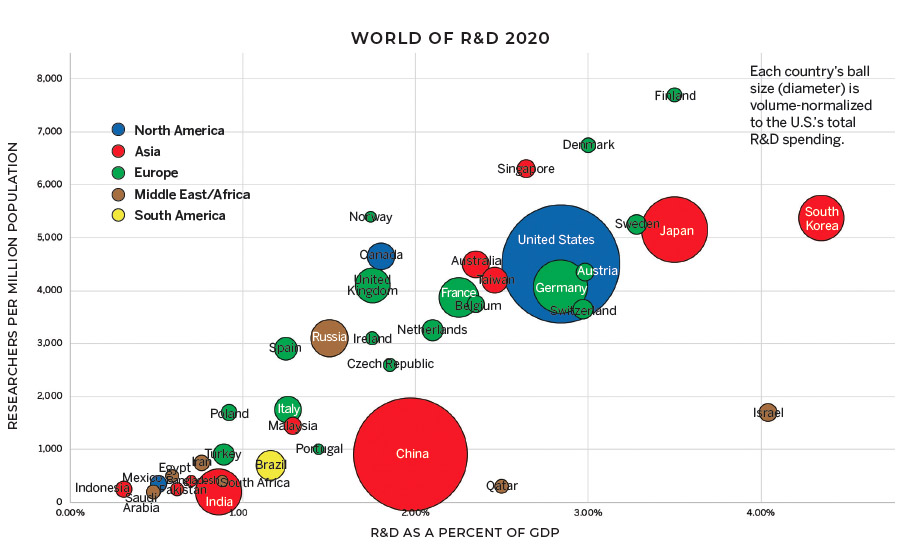 WORLD OF R&D 2020
Each country's ball
size (diameter) is
volume-normalized
to the U.S.'s total
R&D spending.
North America
Asia
Europe
Middle East/Africa
South America
RESEARCHERS PER MILLION POPULATION
8,000
7,000
6,000
5,000
4,000
3,000
2,000
1,000
0
Finland
Denmark
Singapore
Norway
Sweden
Japan
South
Korea
United States
Canada
Australia
Taiwan
Austria
United
Kingdom
France
Germany
Belgium
Switzerland
Netherlands
Russia
Ireland
Spain
Czech Republic
Poland
Italy
Malaysia
Israel
Portugal
Turkey
China
Iran
Brazil
Egypt
Mexico
Bangladesh
South Africa
Indonesia
Pakistan
Qatar
Saudi
Arabia
India
0.00%
1.00
2.00%
3.00%
4.00%
R&D AS A PERCENT OF GDP